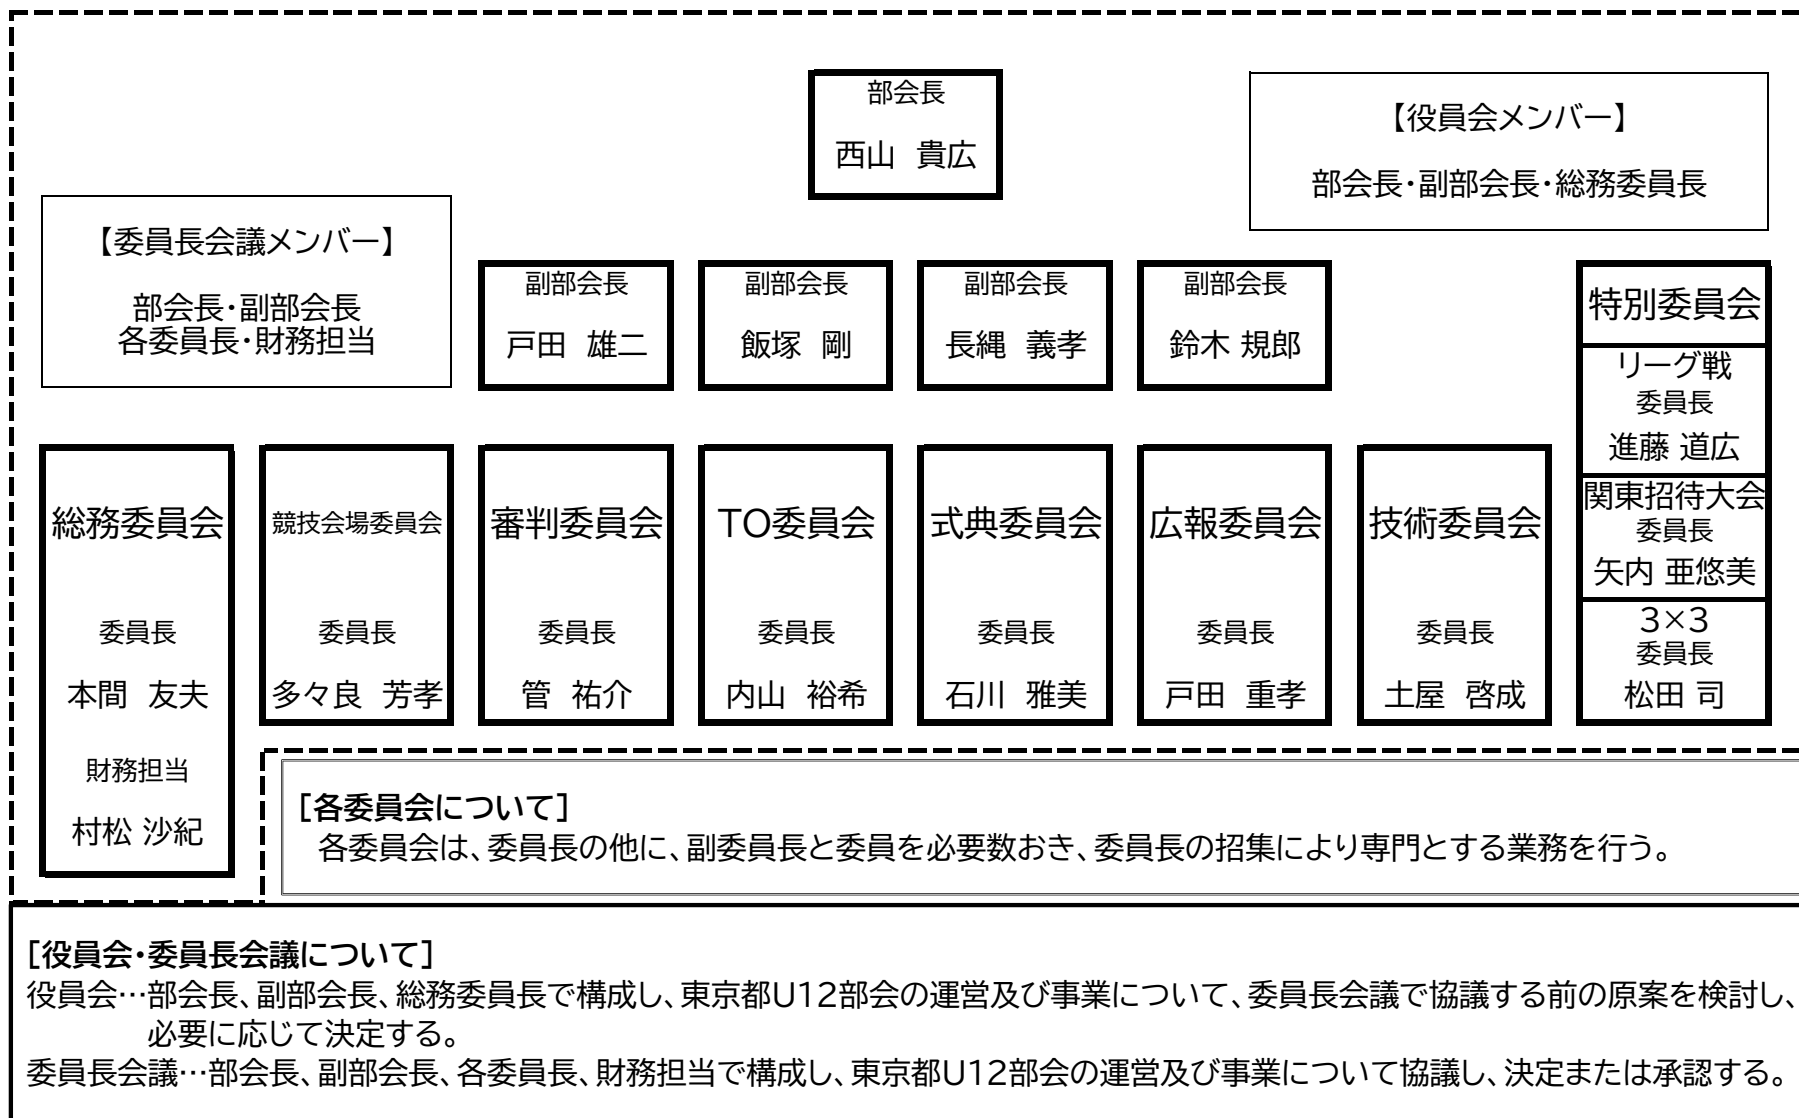 部会長
西山 貴広
【役員会メンバー】
部会長・副部会長・総務委員長
【委員長会議メンバー】
部会長・副部会長
各委員長・財務担当
副部会長
戸田 雄二
副部会長
飯塚 剛
副部会長
長縄 義孝
副部会長
鈴木 規郎
特別委員会
リーグ戦
委員長
進藤 道広
関東招待大会
委員長
矢内 亜悠美
3×3
委員長
松田 司
総務委員会
委員長
本間 友夫
財務担当
村松 沙紀
競技会場委員会
委員長
多々良 芳孝
審判委員会
委員長
管 祐介
TO委員会
委員長
内山 裕希
式典委員会
委員長
石川 雅美
広報委員会
委員長
戸田 重孝
技術委員会
委員長
土屋 啓成
[各委員会について]
各委員会は、委員長の他に、副委員長と委員を必要数おき、委員長の招集により専門とする業務を行う。
[役員会・委員長会議について]
役員会…部会長、副部会長、総務委員長で構成し、東京都U12部会の運営及び事業について、委員長会議で協議する前の原案を検討し、
必要に応じて決定する。
委員長会議…部会長、副部会長、各委員長、財務担当で構成し、東京都U12部会の運営及び事業について協議し、決定または承認する。